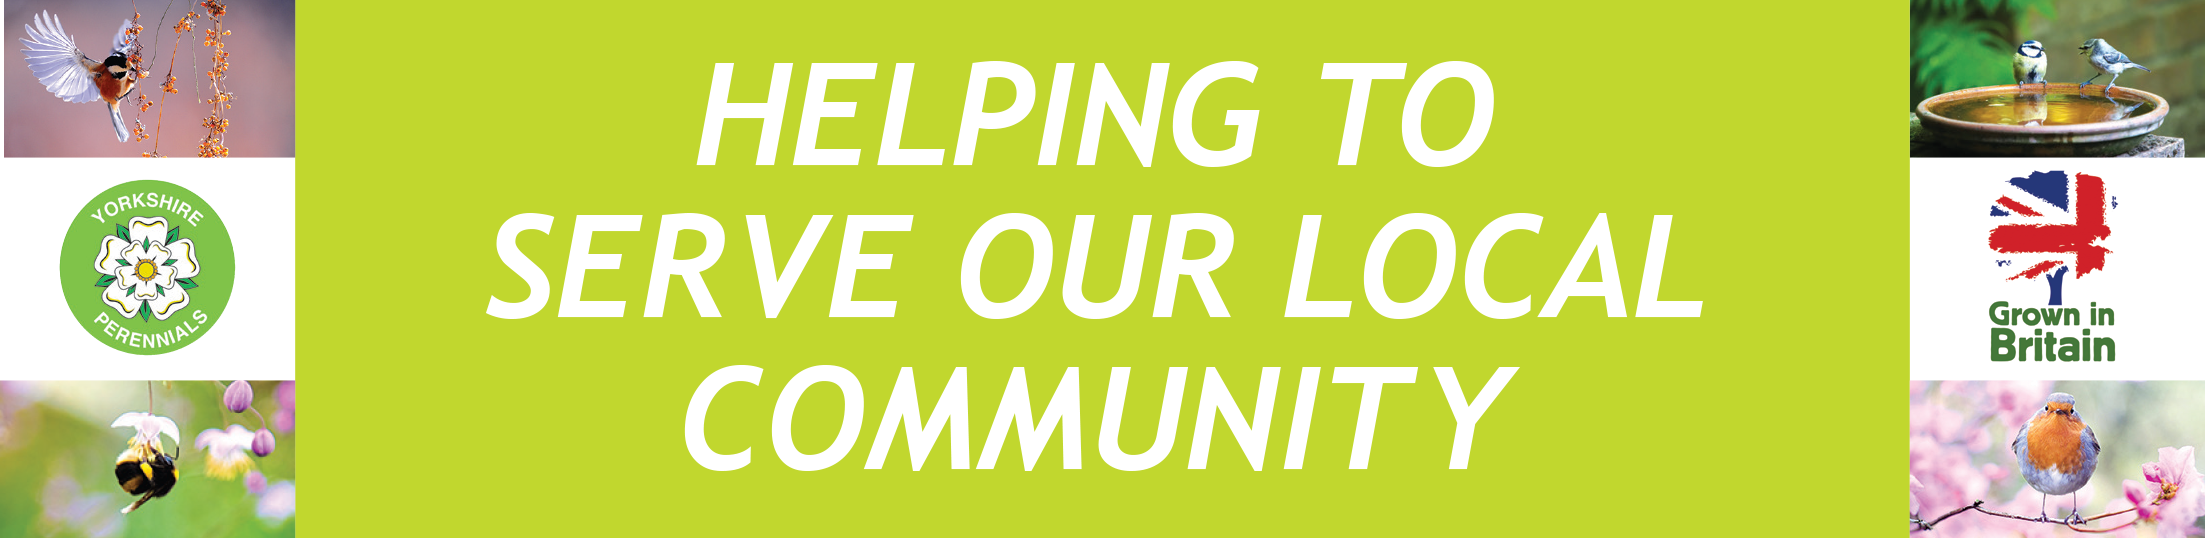 HELPING TO
SERVE OUR LOCAL
COMMUNITY
YORKSHIRE
PERENNIALS
Grown in
Britain